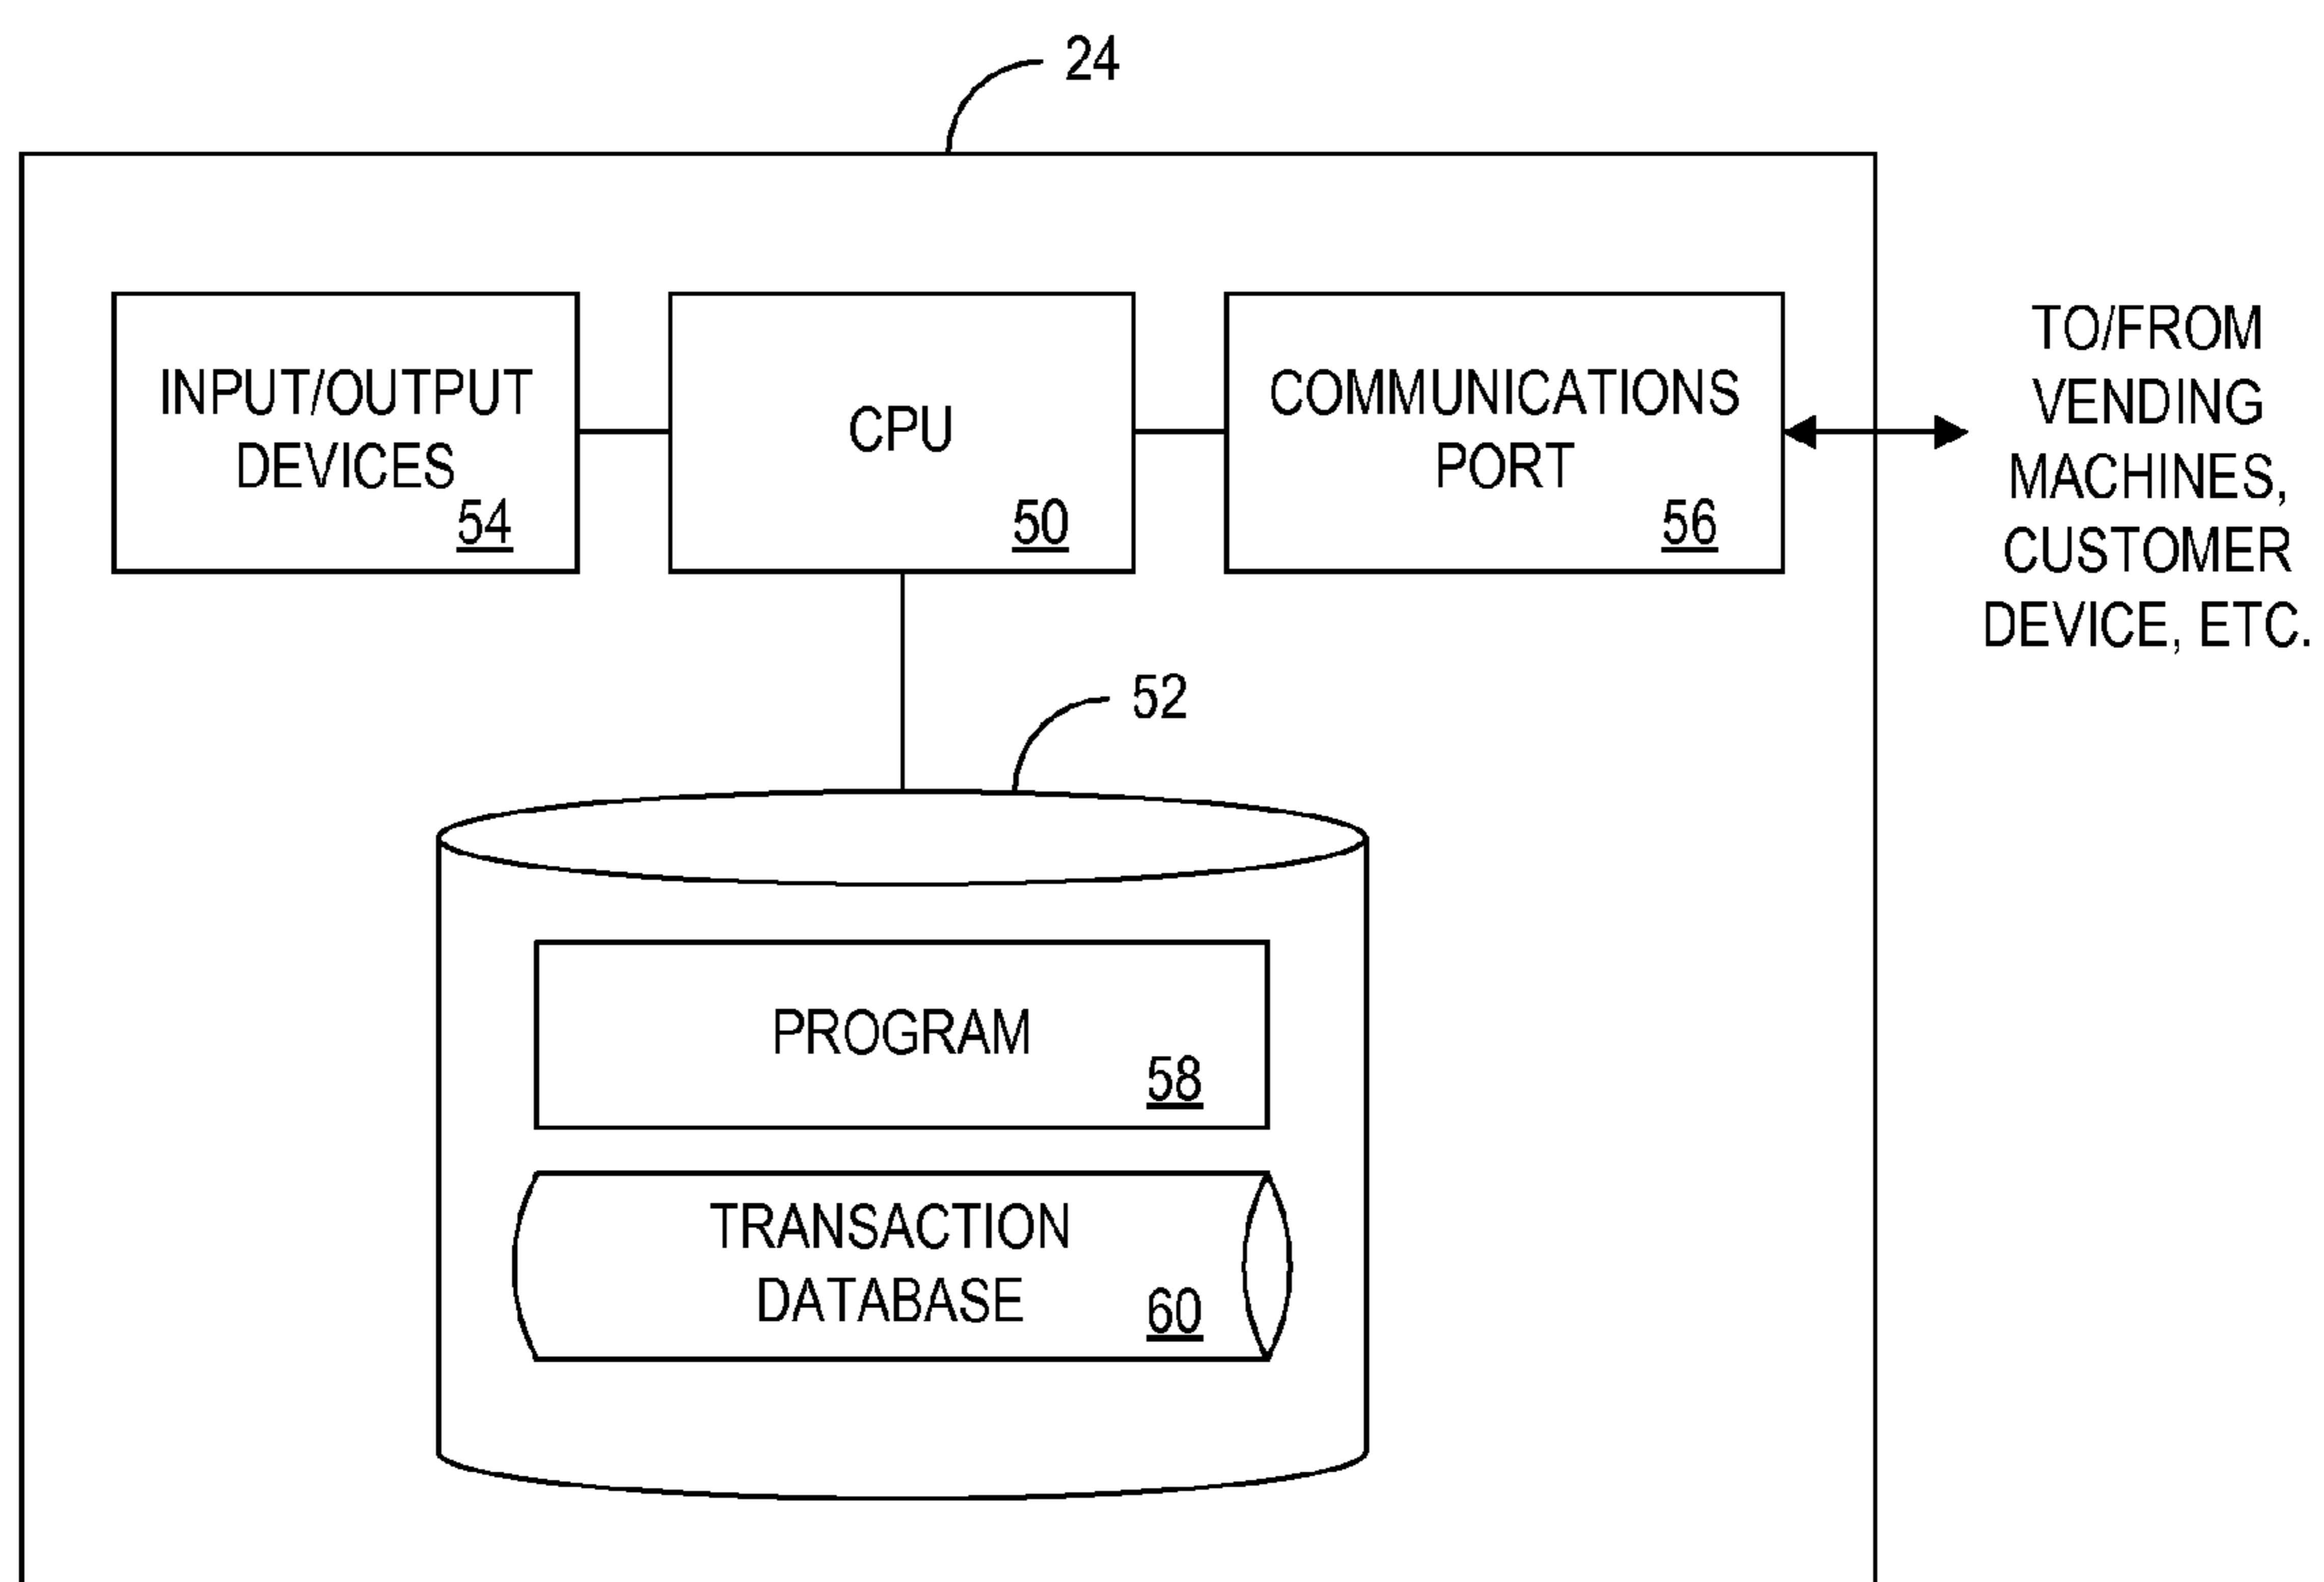 24
INPUT/OUTPUT
DEVICES
54
CPU
50
COMMUNICATIONS
PORT
56
TO/FROM
VENDING
MACHINES,
CUSTOMER
DEVICE, ETC.
52
PROGRAM
58
TRANSACTION
DATABASE
60